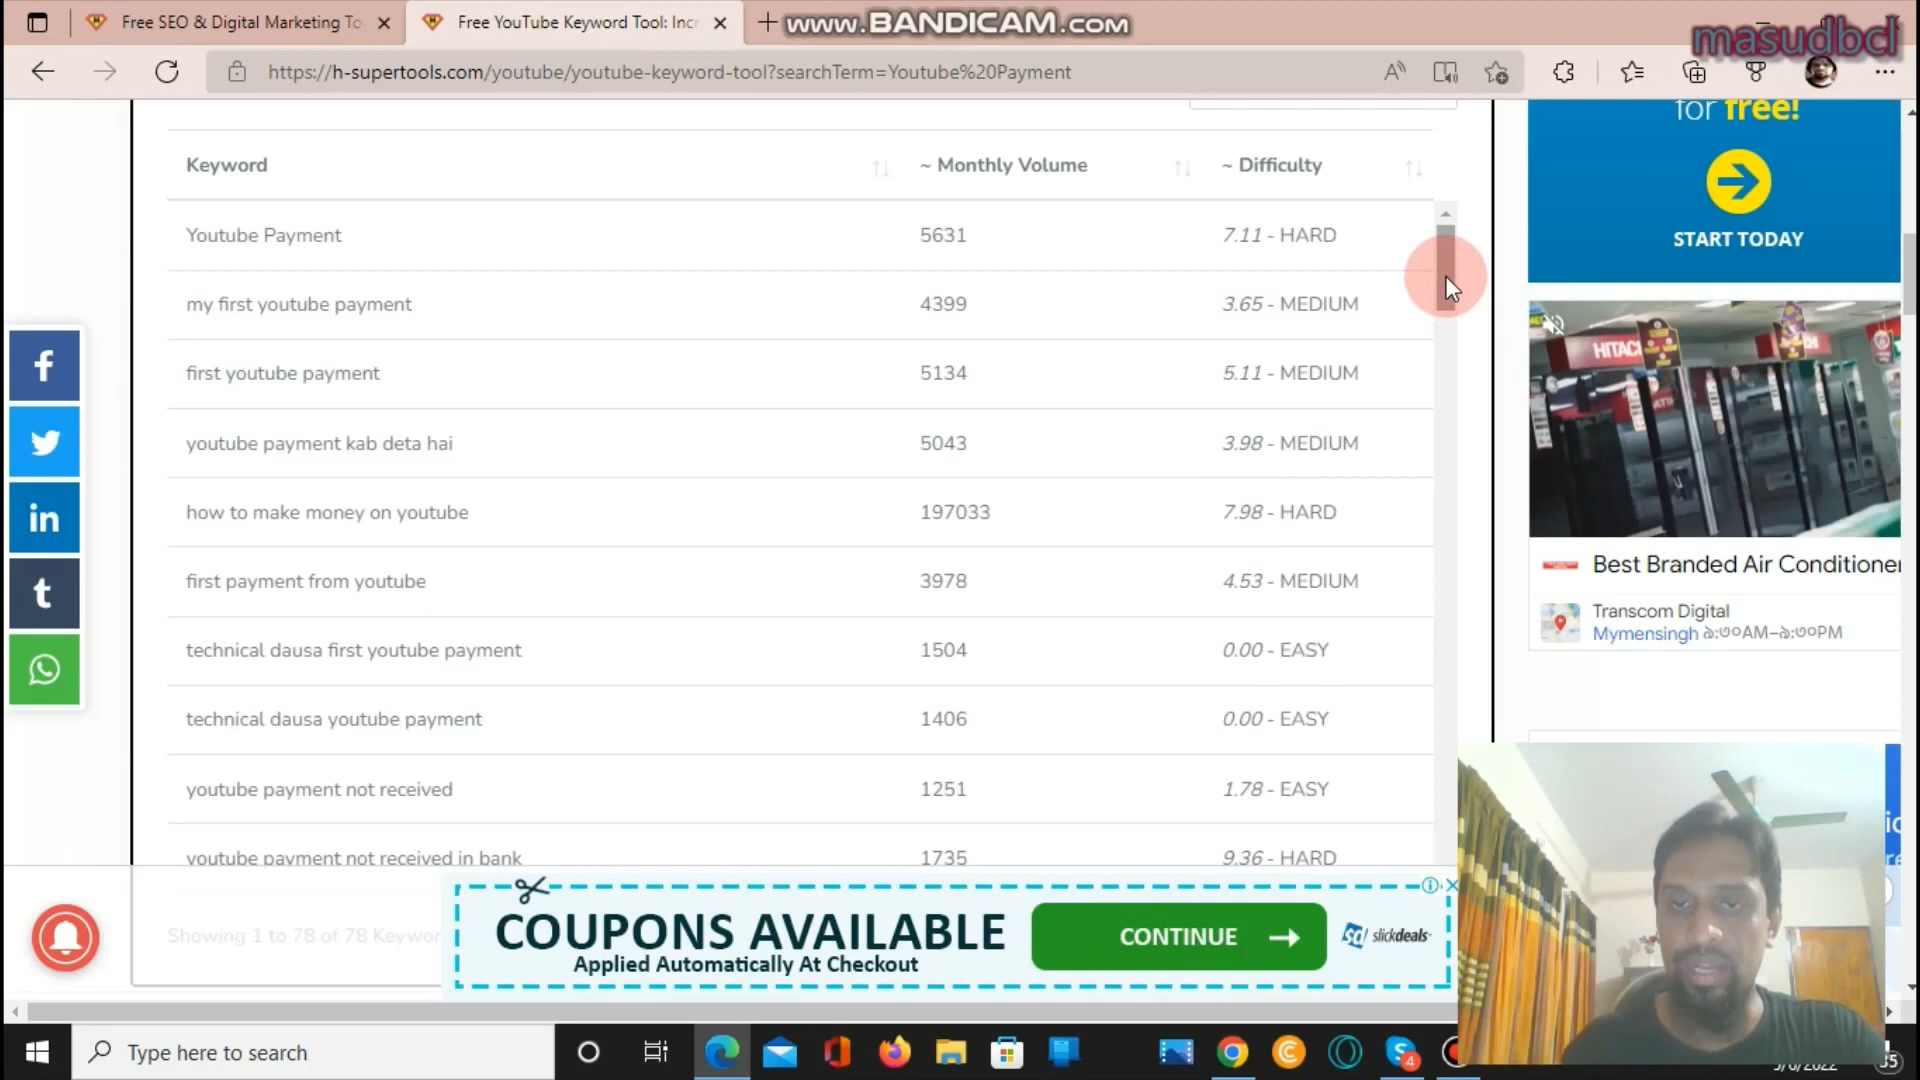 Free SEO & Digital Marketing To
Free YouTube Keyword Tool: Incr
www.BANDICAM.com
masudbcl
https://h-supertools.com/youtube/youtube-keyword-tool?searchTerm=Youtube%20Payment
for free!
START TODAY
Keyword ~ Monthly Volume ~ Difficulty
Youtube Payment 5631 7.11 - HARD
my first youtube payment 4399 3.65 - MEDIUM
first youtube payment 5134 5.11 - MEDIUM
youtube payment kab deta hai 5043 3.98 - MEDIUM
how to make money on youtube 197033 7.98 - HARD
first payment from youtube 3978 4.53 - MEDIUM
technical dausa first youtube payment 1504 0.00 - EASY
technical dausa youtube payment 1406 0.00 - EASY
youtube payment not received 1251 1.78 - EASY
youtube payment not received in bank 1735 9.36 - HARD
Showing 1 to 78 of 78 Keywor
HITACHI
Best Branded Air Conditioner
Transcom Digital
Mymensingh ৯:৩০AM–৯:৩০PM
COUPONS AVAILABLE
Applied Automatically At Checkout
CONTINUE
sd slickdeals
Type here to search
4